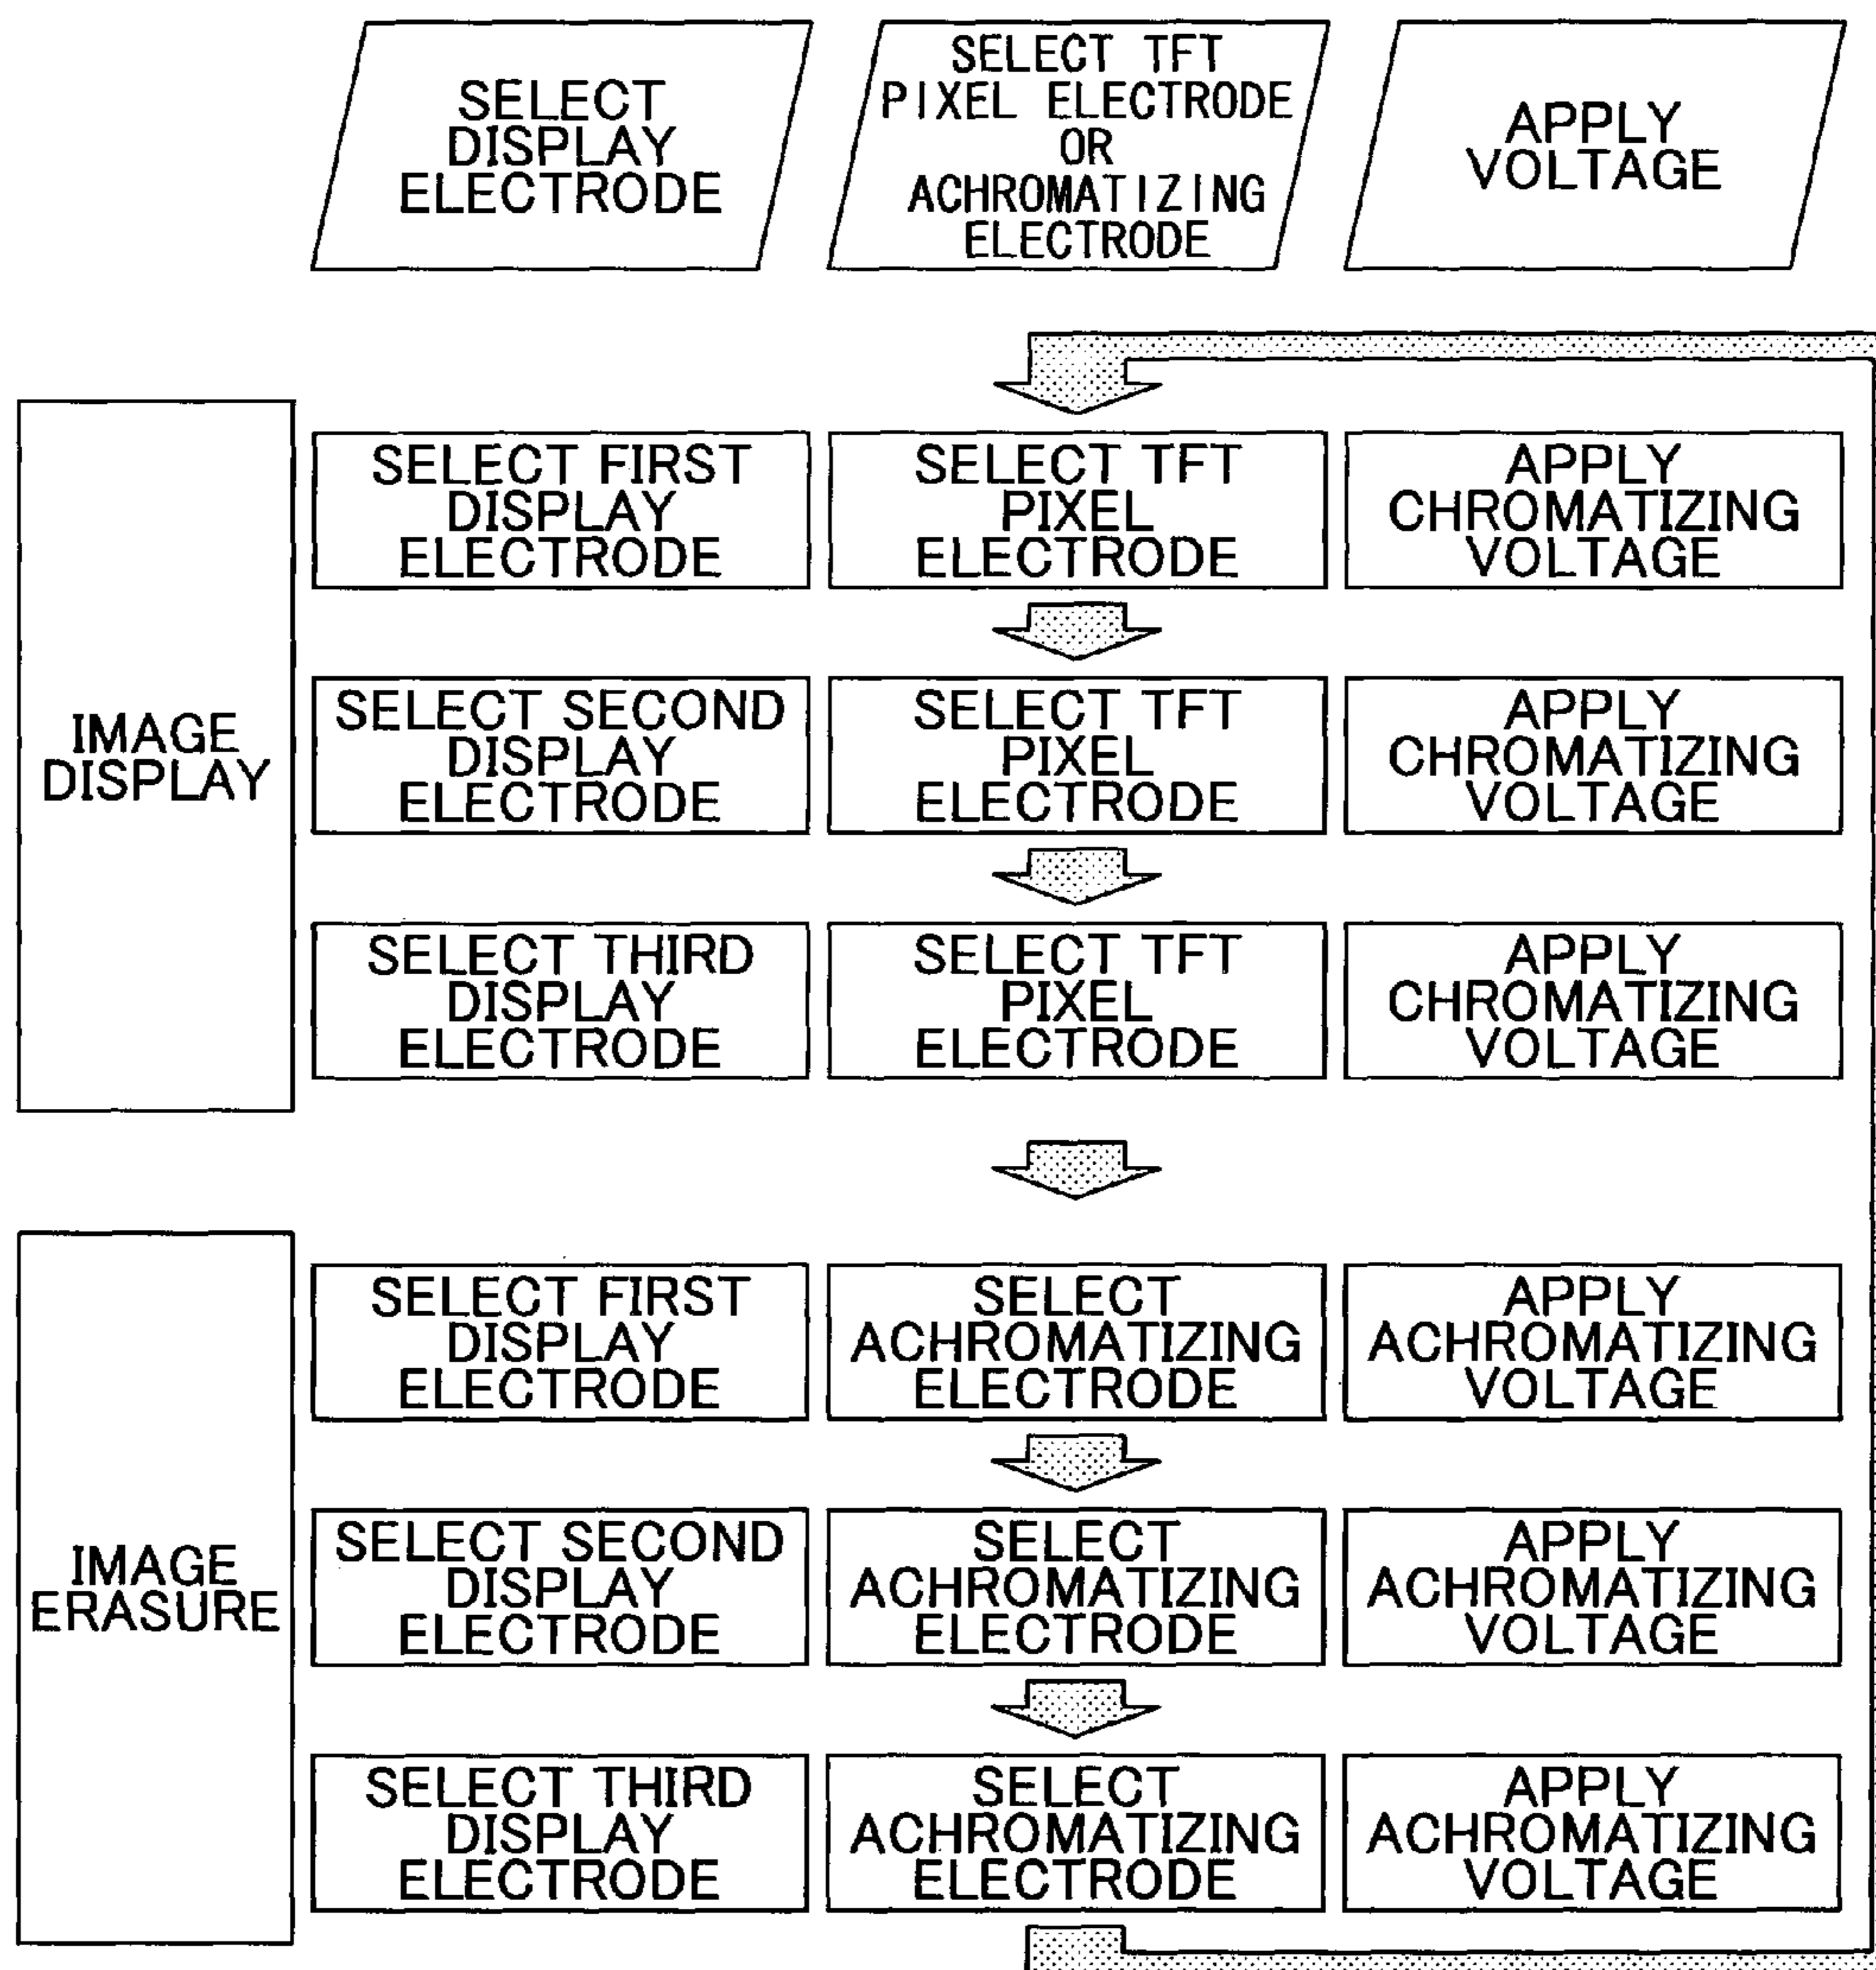 SELECT
DISPLAY
ELECTRODE
SELECT TFT
PIXEL ELECTRODE
OR
ACHROMATIZING
ELECTRODE
APPLY
VOLTAGE
IMAGE
DISPLAY
SELECT FIRST
DISPLAY
ELECTRODE
SELECT TFT
PIXEL
ELECTRODE
APPLY
CHROMATIZING
VOLTAGE
SELECT SECOND
DISPLAY
ELECTRODE
SELECT TFT
PIXEL
ELECTRODE
APPLY
CHROMATIZING
VOLTAGE
SELECT THIRD
DISPLAY
ELECTRODE
SELECT TFT
PIXEL
ELECTRODE
APPLY
CHROMATIZING
VOLTAGE
IMAGE
ERASURE
SELECT FIRST
DISPLAY
ELECTRODE
SELECT
ACHROMATIZING
ELECTRODE
APPLY
ACHROMATIZING
VOLTAGE
SELECT SECOND
DISPLAY
ELECTRODE
SELECT
ACHROMATIZING
ELECTRODE
APPLY
ACHROMATIZING
VOLTAGE
SELECT THIRD
DISPLAY
ELECTRODE
SELECT
ACHROMATIZING
ELECTRODE
APPLY
ACHROMATIZING
VOLTAGE